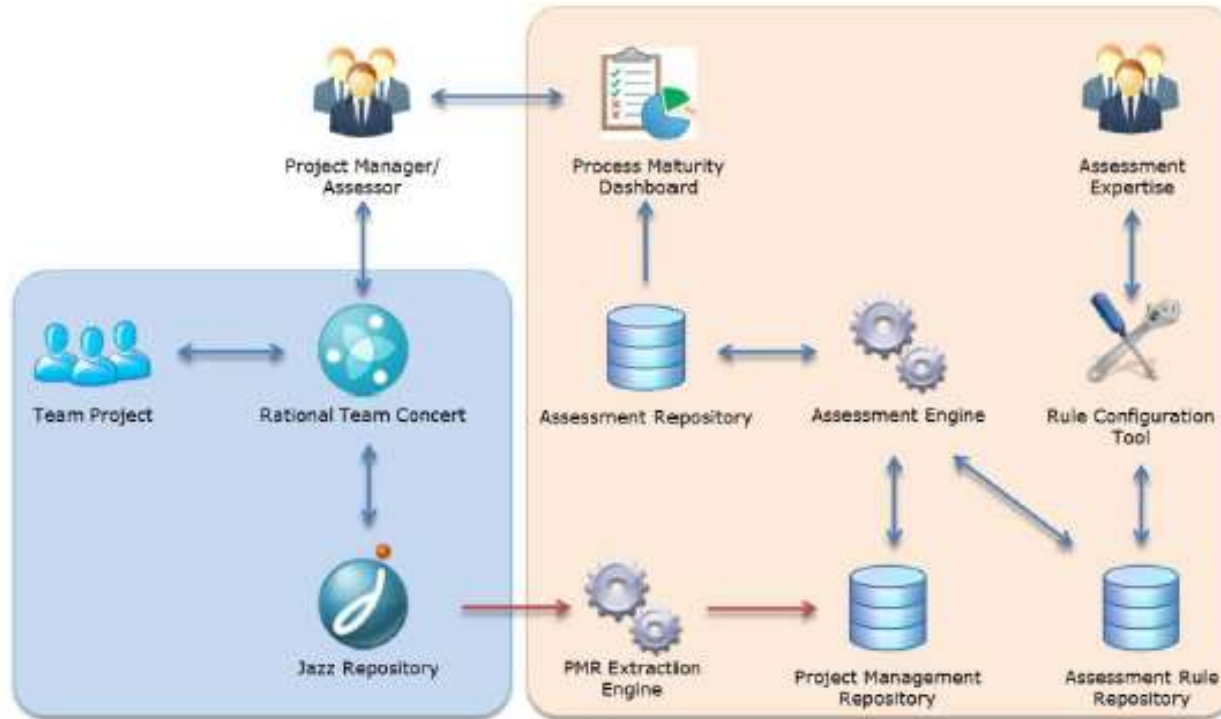 Project Manager/
Assessor
Process Maturity
Dashboard
Assessment
Expertise
Team Project
Rational Team Concert
Assessment Repository
Assessment Engine
Rule Configuration
Tool
Jazz Repository
PMR Extraction
Engine
Project Management
Repository
Assessment Rule
Repository